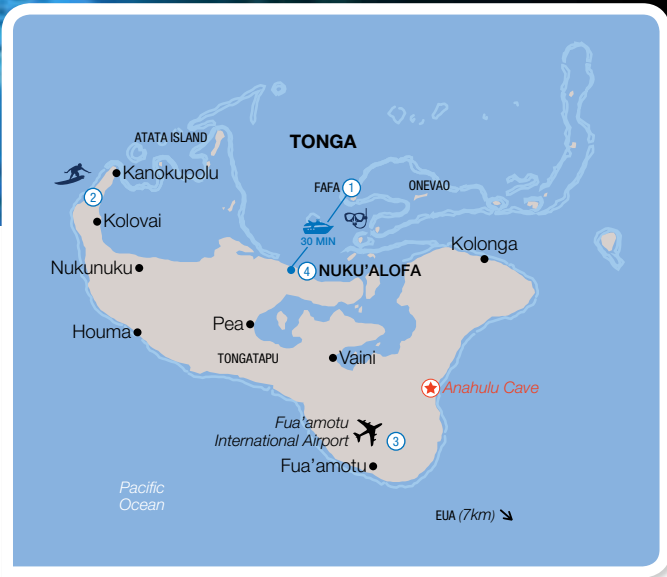 TONGA
ATATA ISLAND
Kanokupolu
FAFA 1
ONEVAO
2
Kolovai
30 MIN
Kolonga
Nukunuku
4 NUKU'ALOFA
Houma
Pea
TONGATAPU
Vaini
Anahulu Cave
Fua'amotu
International Airport
3
Fua'amotu
Pacific
Ocean
EUA (7km)